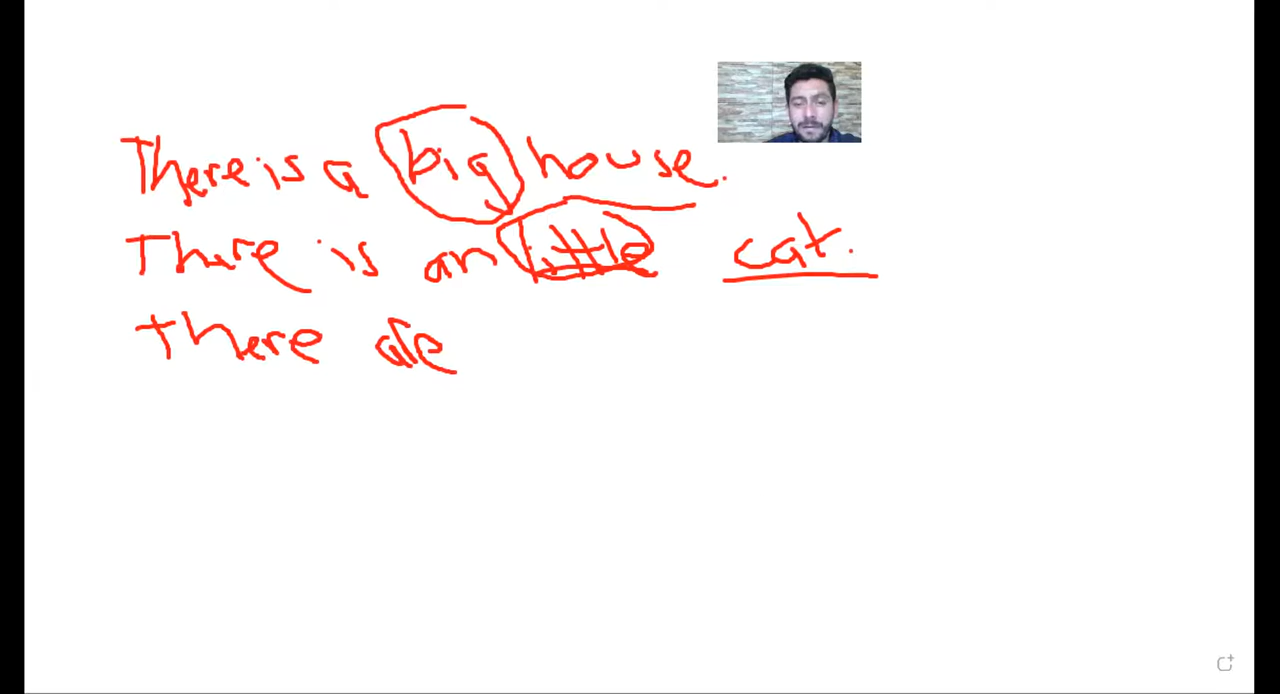 There is a big house.
There is an little cat.
there are